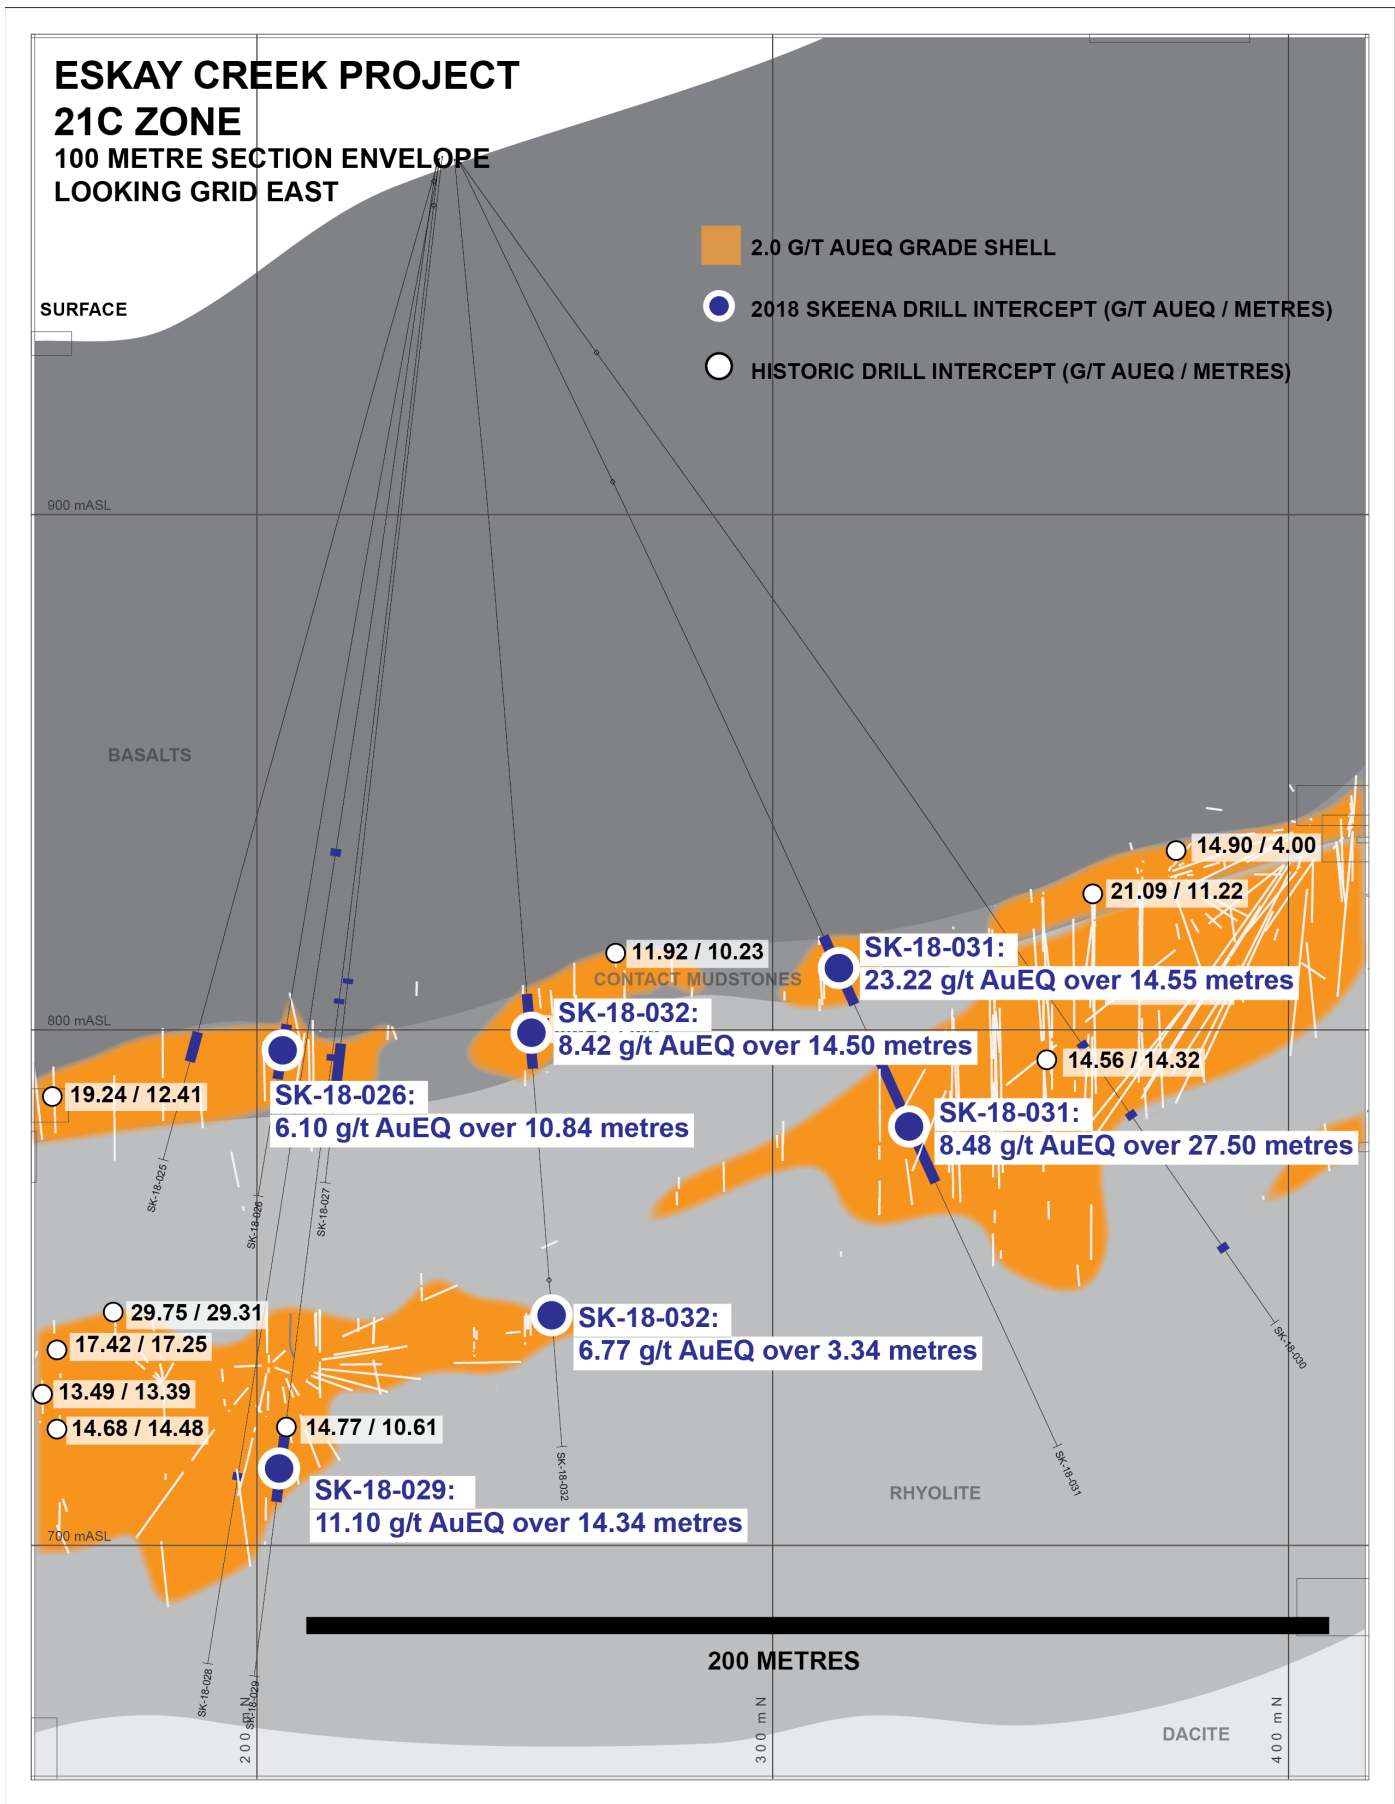 ESKAY CREEK PROJECT
21C ZONE
100 METRE SECTION ENVELOPE
LOOKING GRID EAST
2.0 G/T AUEQ GRADE SHELL
SURFACE
2018 SKEENA DRILL INTERCEPT (G/T AUEQ / METRES)
HISTORIC DRILL INTERCEPT (G/T AUEQ / METRES)
900 mASL
BASALTS
14.90 / 4.00
21.09 / 11.22
11.92 / 10.23
SK-18-031:
23.22 g/t AuEQ over 14.55 metres
CONTACT MUDSTONES
800 mASL
SK-18-032:
8.42 g/t AuEQ over 14.50 metres
14.56 / 14.32
19.24 / 12.41
SK-18-026:
6.10 g/t AuEQ over 10.84 metres
SK-18-031:
8.48 g/t AuEQ over 27.50 metres
SK-18-025
SK-18-026
SK-18-027
29.75 / 29.31
17.42 / 17.25
13.49 / 13.39
14.68 / 14.48
SK-18-032:
6.77 g/t AuEQ over 3.34 metres
SK-18-030
14.77 / 10.61
SK-18-032
SK-18-031
SK-18-029:
11.10 g/t AuEQ over 14.34 metres
RHYOLITE
700 mASL
200 METRES
SK-18-028
SK-18-029
200 mN
300 mN
400 mN
DACITE